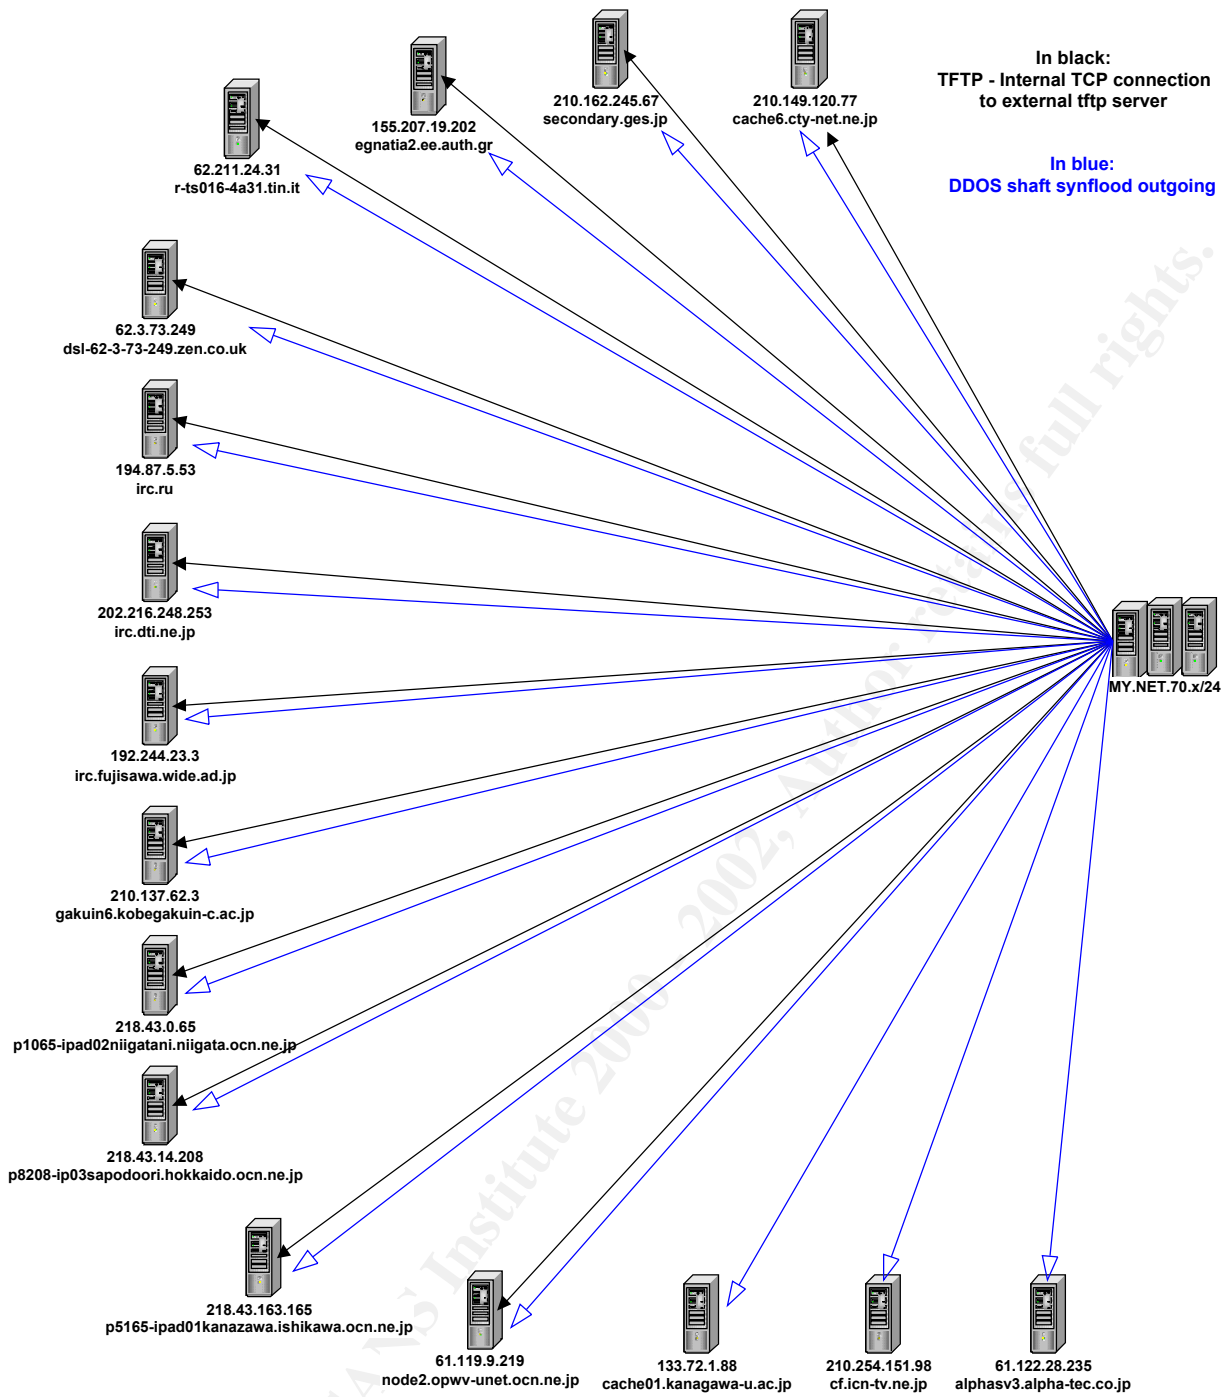 In black:
TFTP - Internal TCP connection
to external tftp server
In blue:
DDOS shaft synflood outgoing
210.162.245.67
secondary.ges.jp
210.149.120.77
cache6.cty-net.ne.jp
155.207.19.202
egnatia2.ee.auth.gr
62.211.24.31
r-ts016-4a31.tin.it
62.3.73.249
dsl-62-3-73-249.zen.co.uk
194.87.5.53
irc.ru
202.216.248.253
irc.dti.ne.jp
MY.NET.70.x/24
192.244.23.3
irc.fujisawa.wide.ad.jp
210.137.62.3
gakuin6.kobegakuin-c.ac.jp
218.43.0.65
p1065-ipad02niigatani.niigata.ocn.ne.jp
218.43.14.208
p8208-ip03sapodoori.hokkaido.ocn.ne.jp
218.43.163.165
p5165-ipad01kanazawa.ishikawa.ocn.ne.jp
61.119.9.219
node2.opwv-unet.ocn.ne.jp
133.72.1.88
cache01.kanagawa-u.ac.jp
210.254.151.98
cf.icn-tv.ne.jp
61.122.28.235
alphasv3.alpha-tec.co.jp
SANS Institute 2000 2002, Author retains full rights.